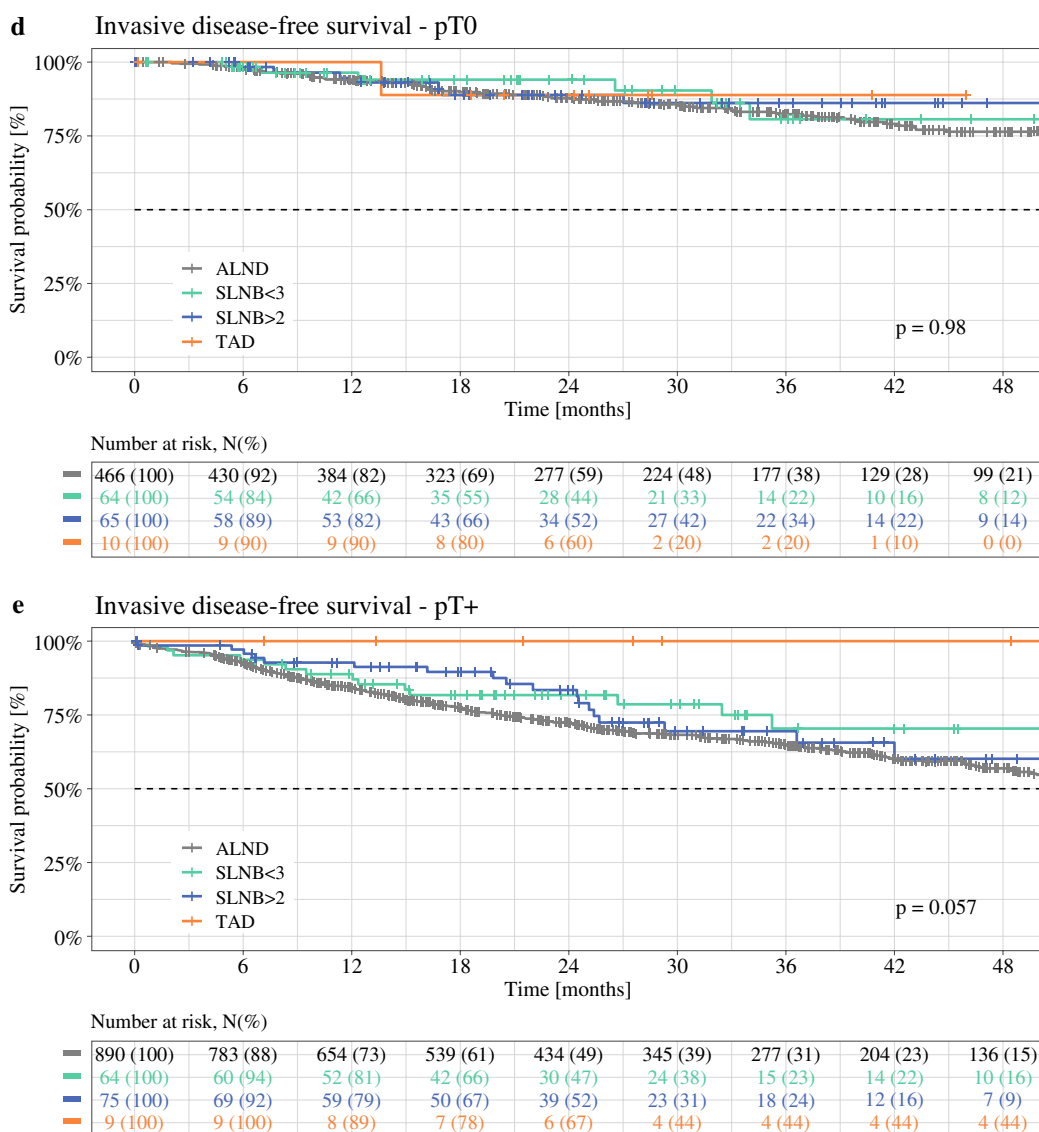 d Invasive disease-free survival - pT0
Survival probability [%]
100%
75%
50%
25%
0%
ALND
SLNB<3
SLNB>2
TAD
p = 0.98
0 6 12 18 24 30 36 42 48
Time [months]
Number at risk, N(%)
466 (100) 430 (92) 384 (82) 323 (69) 277 (59) 224 (48) 177 (38) 129 (28) 99 (21)
64 (100) 54 (84) 42 (66) 35 (55) 28 (44) 21 (33) 14 (22) 10 (16) 8 (12)
65 (100) 58 (89) 53 (82) 43 (66) 34 (52) 27 (42) 22 (34) 14 (22) 9 (14)
10 (100) 9 (90) 9 (90) 8 (80) 6 (60) 2 (20) 2 (20) 1 (10) 0 (0)
e Invasive disease-free survival - pT+
Survival probability [%]
100%
75%
50%
25%
0%
ALND
SLNB<3
SLNB>2
TAD
p = 0.057
0 6 12 18 24 30 36 42 48
Time [months]
Number at risk, N(%)
890 (100) 783 (88) 654 (73) 539 (61) 434 (49) 345 (39) 277 (31) 204 (23) 136 (15)
64 (100) 60 (94) 52 (81) 42 (66) 30 (47) 24 (38) 15 (23) 14 (22) 10 (16)
75 (100) 69 (92) 59 (79) 50 (67) 39 (52) 23 (31) 18 (24) 12 (16) 7 (9)
9 (100) 9 (100) 8 (89) 7 (78) 6 (67) 4 (44) 4 (44) 4 (44) 4 (44)